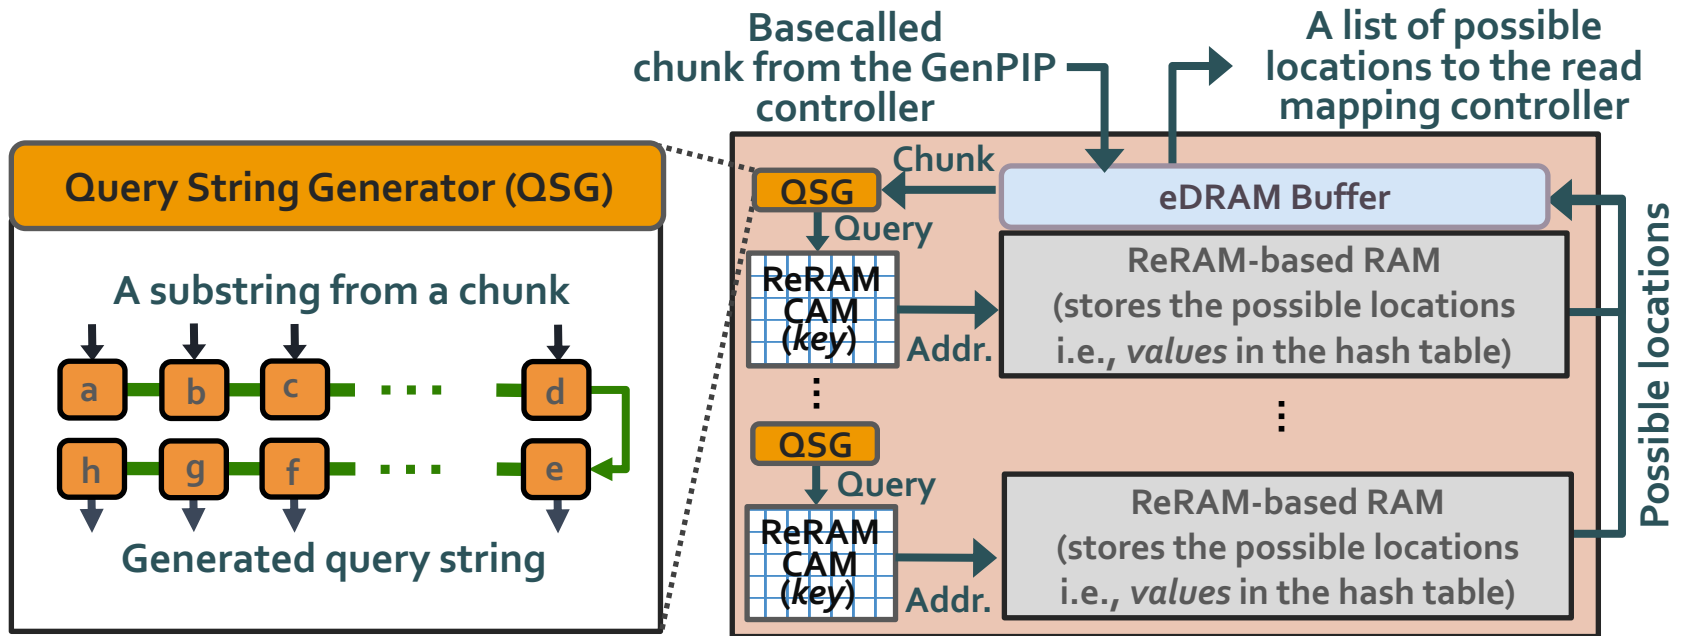 Basecalled
chunk from the GenPIP
controller
A list of possible
locations to the read
mapping controller
Query String Generator (QSG)
A substring from a chunk
a b c ... d
h g f ... e
Generated query string
Chunk
QSG
eDRAM Buffer
Query
ReRAM
CAM
(key)
Addr.
ReRAM-based RAM
(stores the possible locations
i.e., values in the hash table)
Possible locations
QSG
Query
ReRAM
CAM
(key)
Addr.
ReRAM-based RAM
(stores the possible locations
i.e., values in the hash table)